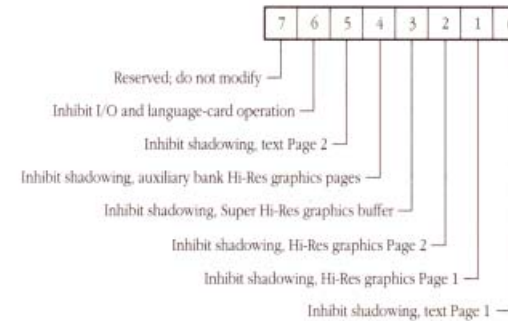 7 6 5 4 3 2 1
Reserved; do not modify
Inhibit I/O and language-card operation
Inhibit shadowing, text Page 2
Inhibit shadowing, auxiliary bank Hi-Res graphics pages
Inhibit shadowing, Super Hi-Res graphics buffer
Inhibit shadowing, Hi-Res graphics Page 2
Inhibit shadowing, Hi-Res graphics Page 1
Inhibit shadowing, text Page 1